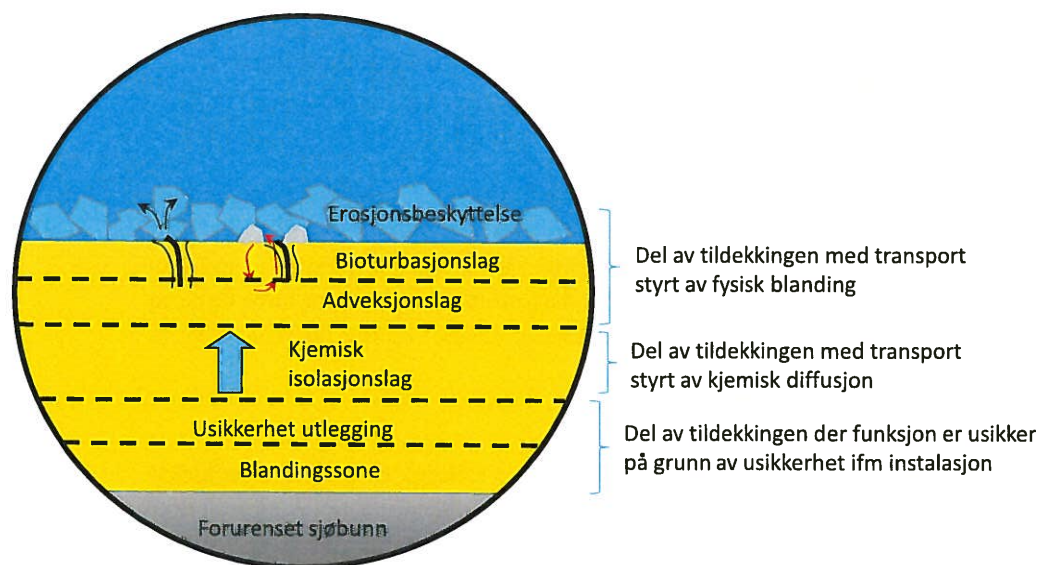 Erosjonsbeskyttelse
Bioturbasjonslag
Adveksjonslag
Kjemisk
isolasjonslag
Usikkerhet utlegging
Blandingssone
Forurenset sjøbunn
Del av tildekkingen med transport
styrt av fysisk blanding
Del av tildekkingen med transport
styrt av kjemisk diffusjon
Del av tildekkingen der funksjon er usikker
på grunn av usikkerhet ifm instalasjon